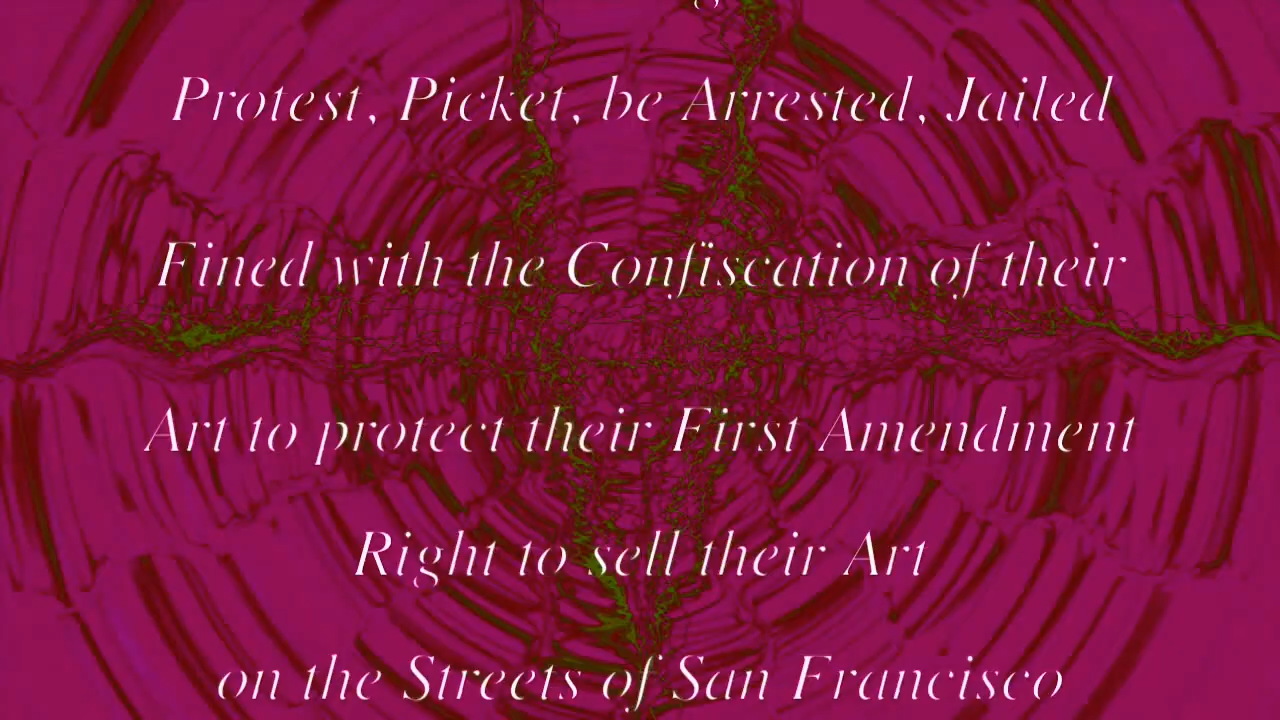 Protest, Picket, be Arrested, Jailed
Fined with the Confiscation of their
Art to protect their First Amendment
Right to sell their Art
on the Streets of San Francisco